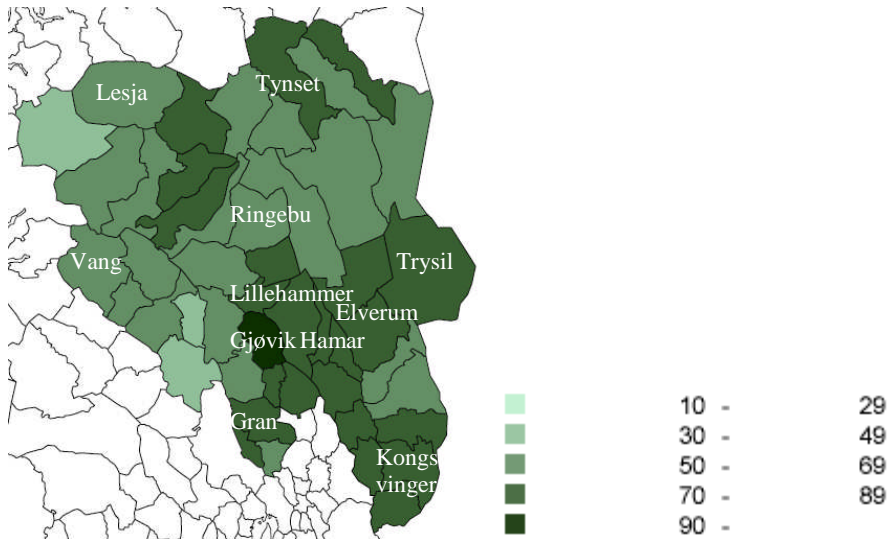 Lesja
Tynset
Ringebu
Vang
Trysil
Lillehammer
Elverum
Gjøvik Hamar
Gran
Kongs
vinger
10 - 29
30 - 49
50 - 69
70 - 89
90 -